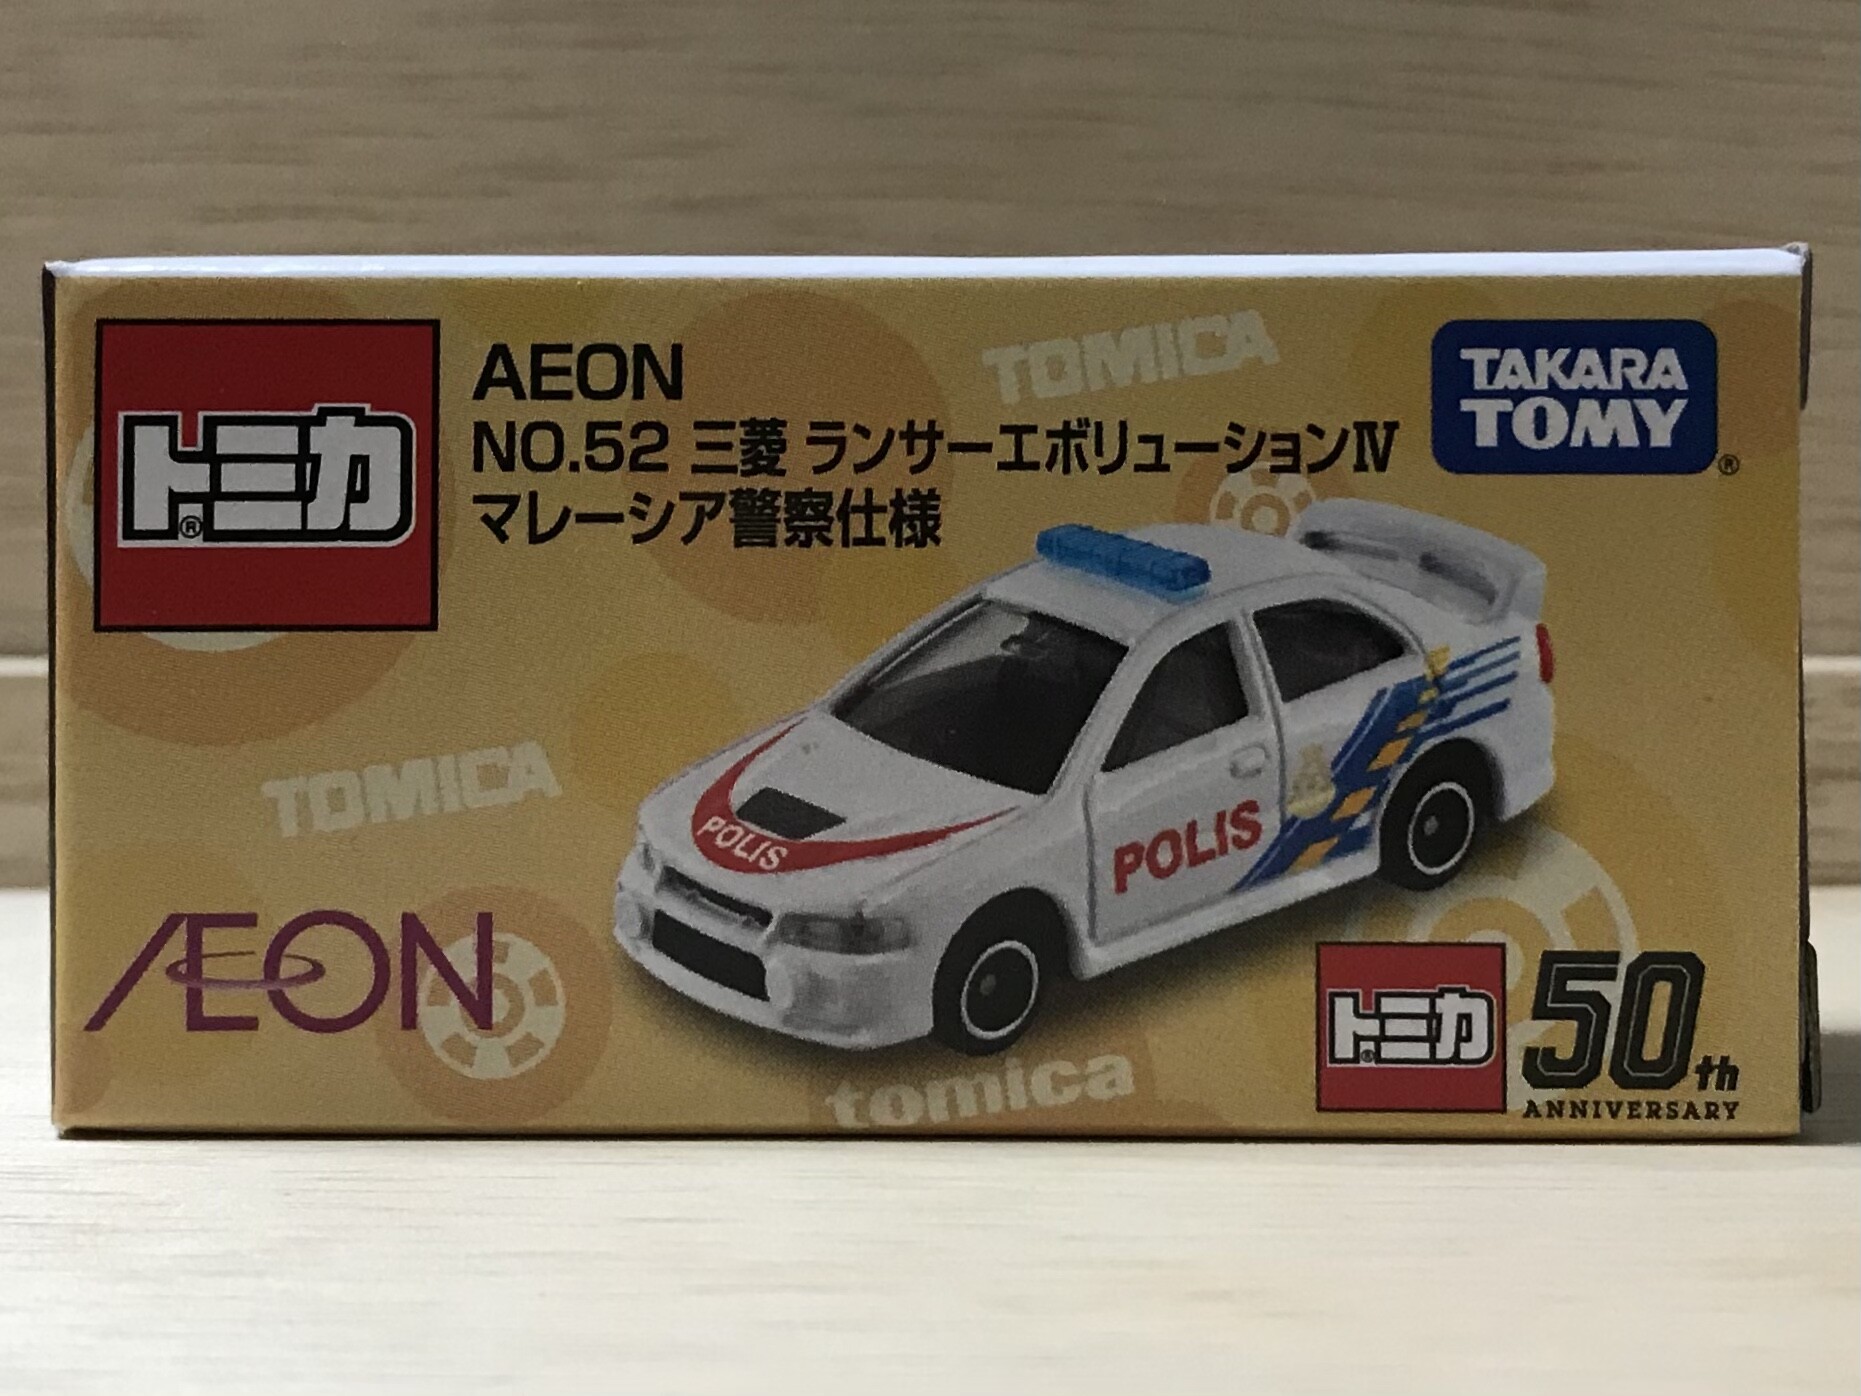 トミカ®
AEON
NO.52 三菱 ランサーエボリューションⅣ
マレーシア警察仕様
TAKARA
TOMY®
TOMICA
TOMICA
POLIS
POLIS
AEON
tomica
トミカ®
50th
ANNIVERSARY